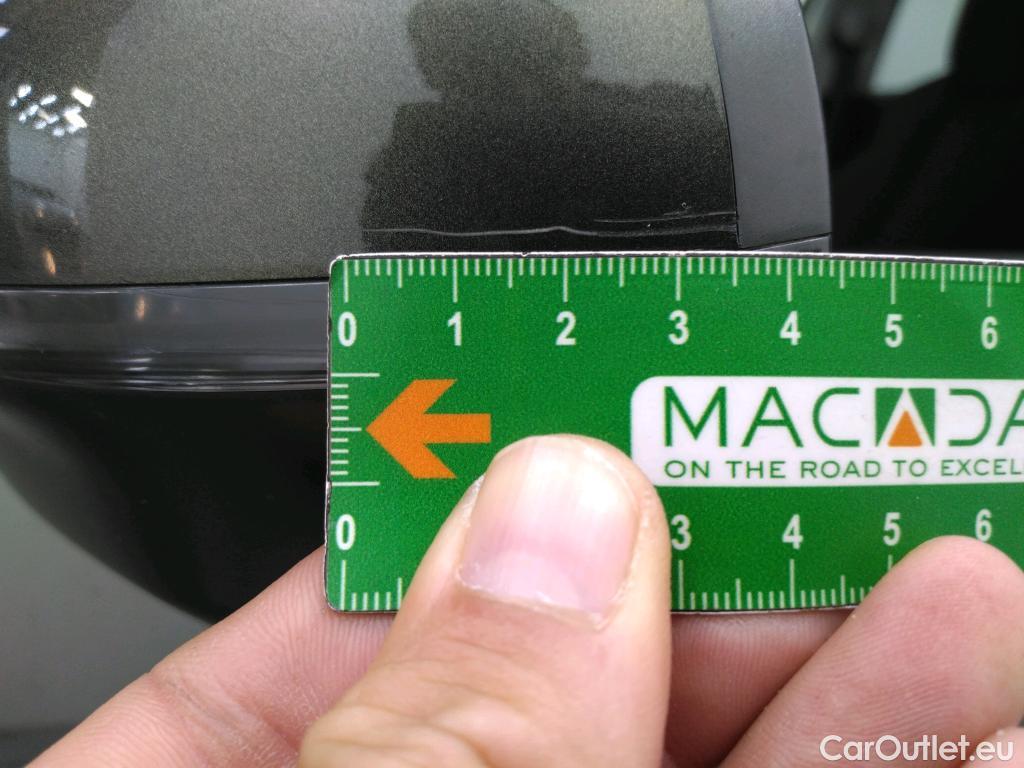 0 1 2 3 4 5 6
MACADA
ON THE ROAD TO EXCEL
0 3 4 5 6
CarOutlet.eu